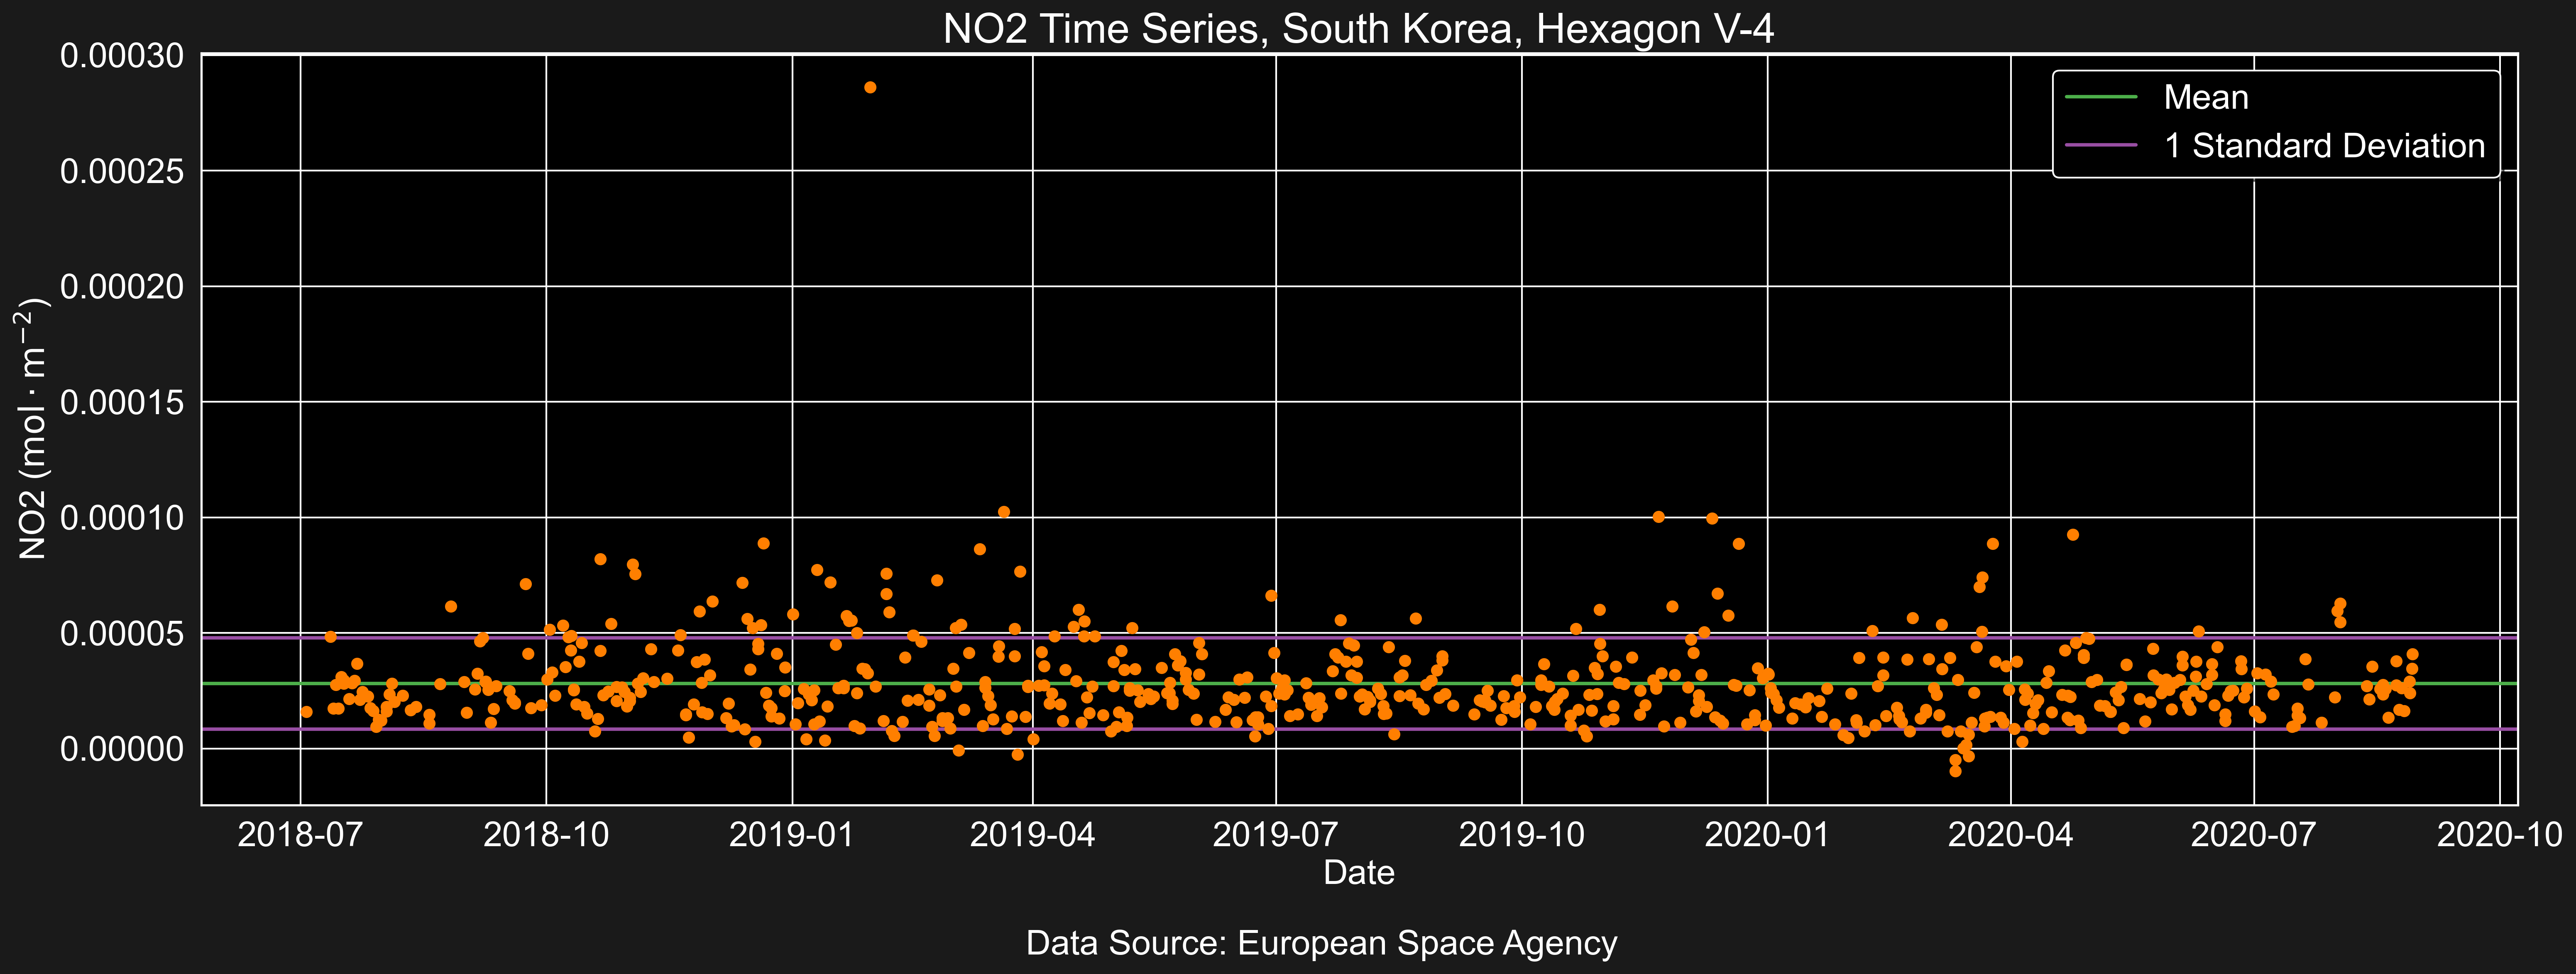 NO2 Time Series, South Korea, Hexagon V-4
0.00030
0.00025
0.00020
0.00015
0.00010
0.00005
0.00000
NO2 (mol · m⁻²)
Mean
1 Standard Deviation
2018-07 2018-10 2019-01 2019-04 2019-07 2019-10 2020-01 2020-04 2020-07 2020-10
Date
Data Source: European Space Agency